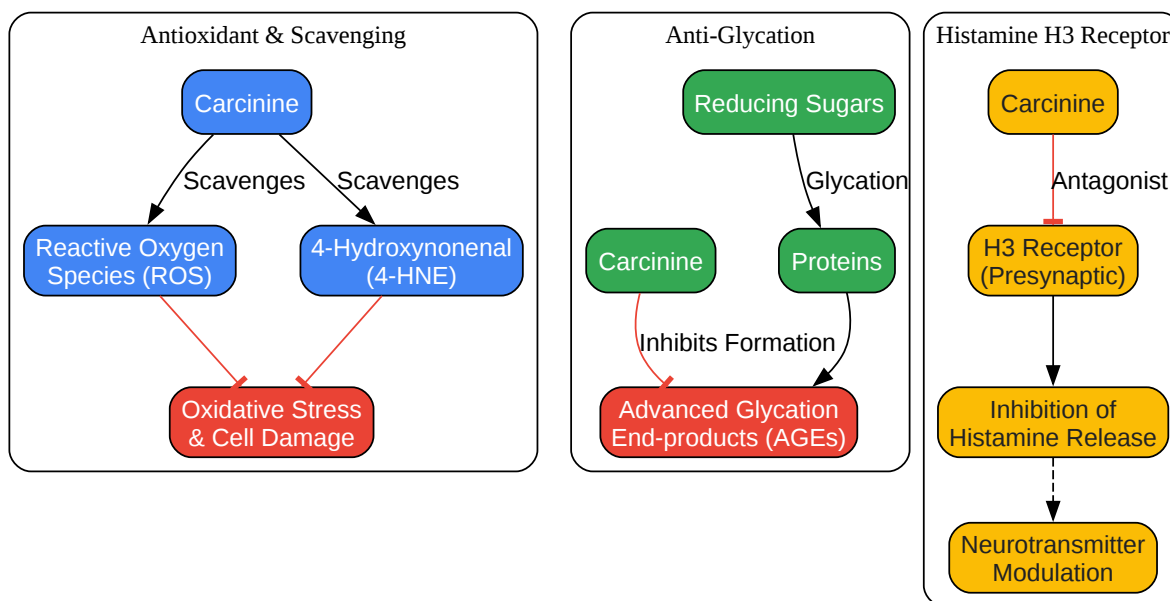 Antioxidant & Scavenging
Carcinine
Scavenges
Scavenges
Reactive Oxygen
Species (ROS)
4-Hydroxynonenal
(4-HNE)
Oxidative Stress
& Cell Damage
Anti-Glycation
Reducing Sugars
Glycation
Carcinine
Proteins
Inhibits Formation
Advanced Glycation
End-products (AGEs)
Histamine H3 Receptor
Carcinine
Antagonist
H3 Receptor
(Presynaptic)
Inhibition of
Histamine Release
Neurotransmitter
Modulation